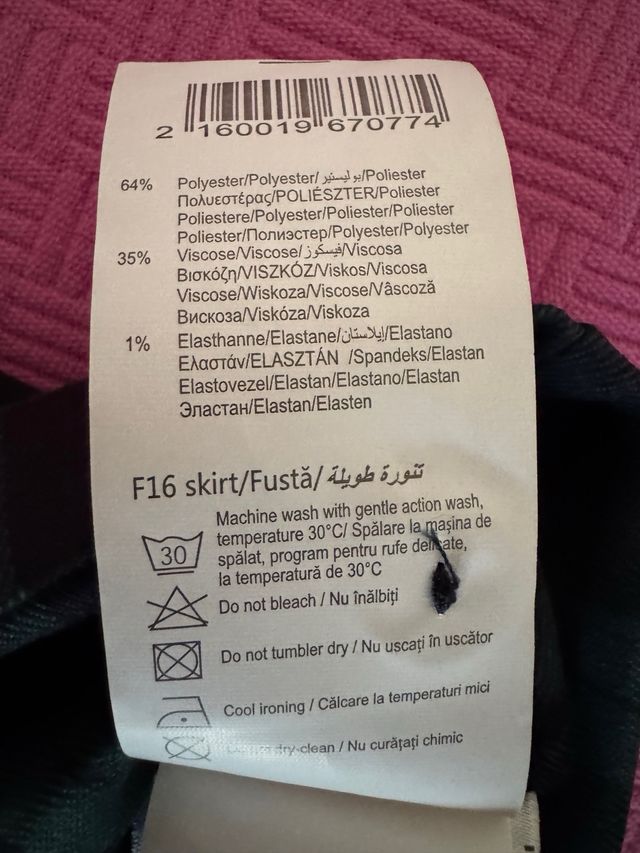 2 160019 670774
64% Polyester/Polyester/بوليستير/Poliester
Πολυεστέρας/POLIÉSZTER/Poliester
Poliestere/Polyester/Poliester/Poliester
Poliester/Полиэстер/Polyester/Polyester
35% Viscose/Viscose/فيسكوز/Viscosa
Βισκόζη/VISZKÓZ/Viskos/Viscosa
Viscose/Wiskoza/Viscose/Vâscoză
Вискоза/Viskóza/Viskoza
1% Elasthanne/Elastane/إيلاستان/Elastano
Ελαστάν/ELASZTÁN /Spandeks/Elastan
Elastovezel/Elastan/Elastano/Elastan
Эластан/Elastan/Elasten
F16 skirt/Fustă/ تنورة طويلة
Machine wash with gentle action wash,
temperature 30°C/ Spălare la mașina de
30 spălat, program pentru rufe delicate,
la temperatură de 30°C
Do not bleach / Nu înălbiți
Do not tumbler dry / Nu uscați în uscător
Cool ironing / Călcare la temperaturi mici
dry-clean / Nu curățați chimic